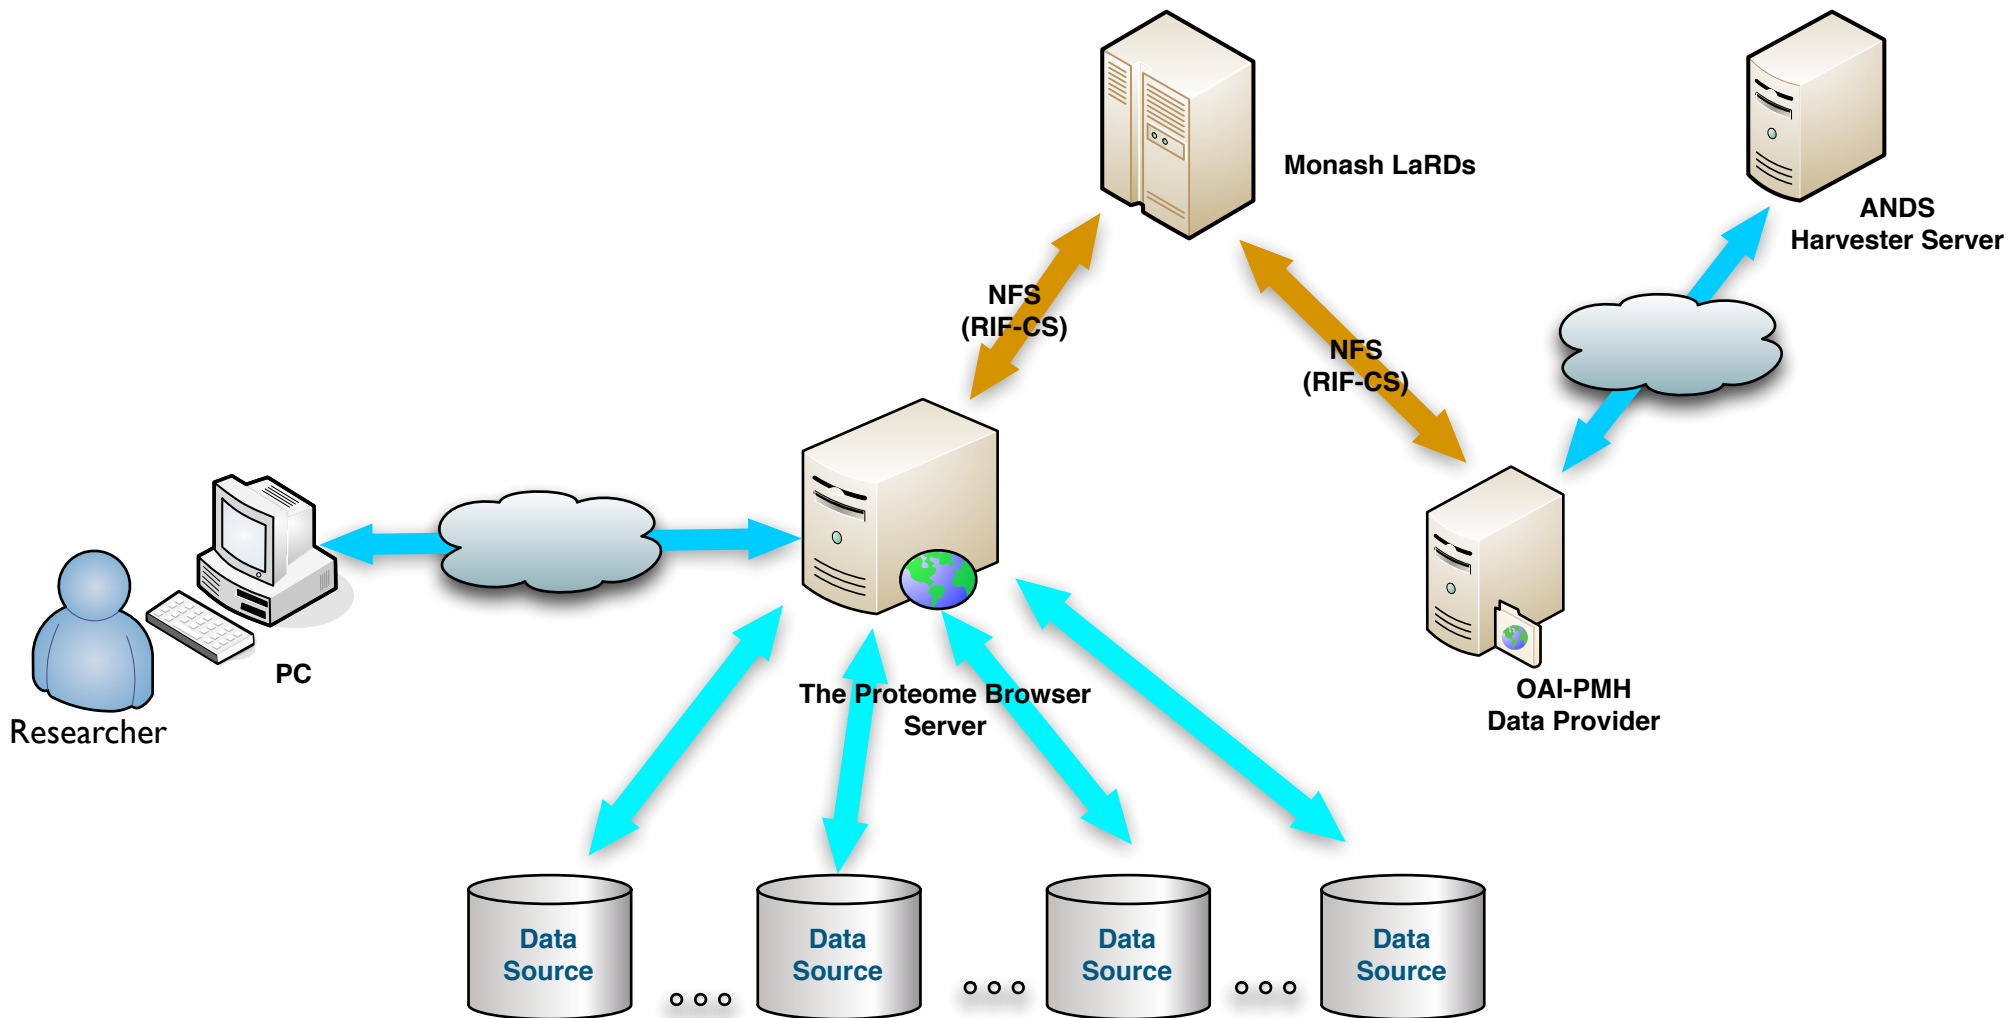 Monash LaRDs
ANDS
Harvester Server
NFS
(RIF-CS)
NFS
(RIF-CS)
PC
Researcher
The Proteome Browser
Server
OAI-PMH
Data Provider
Data
Source
Data
Source
Data
Source
Data
Source